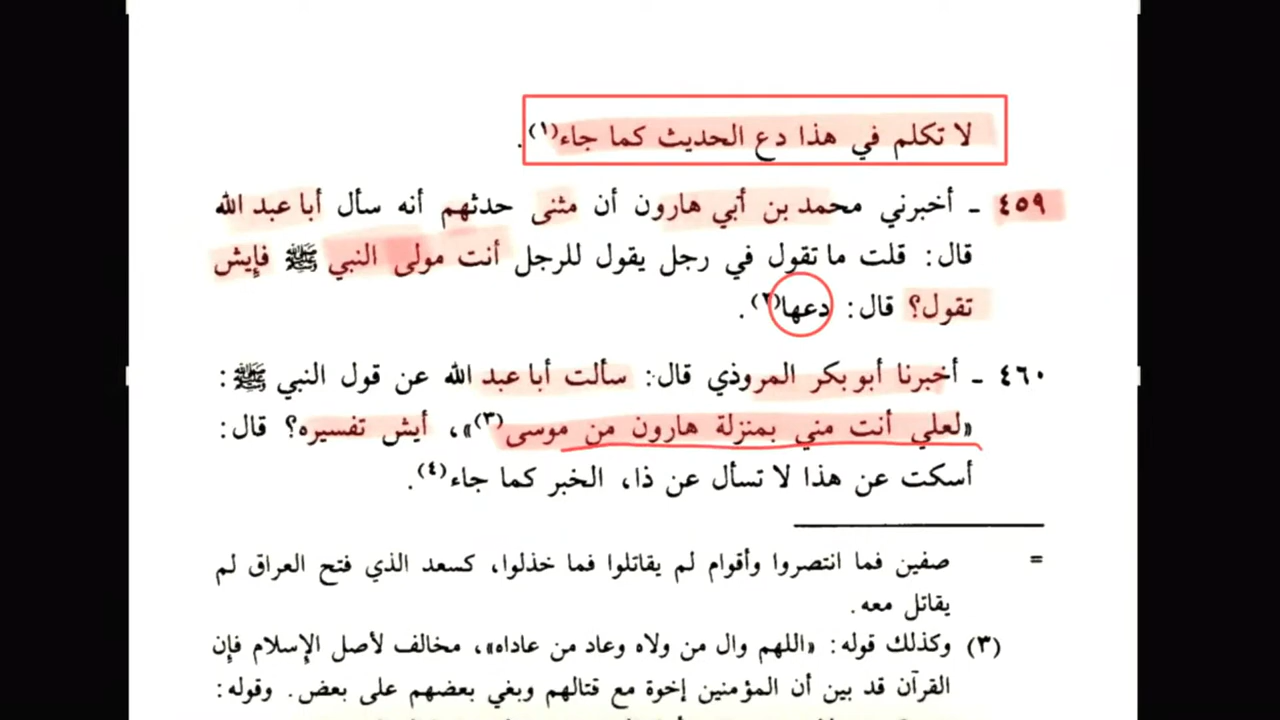 لا تكلم في هذا دع الحديث كما جاء(١).
٤٥٩ ـ أخبرني محمد بن أبي هارون أن مثنى حدثهم أنه سأل أبا عبد الله
قال: قلت ما تقول في رجل يقول للرجل أنت مولى النبي ﷺ فإيش
تقول؟ قال: دعها(٢).
٤٦٠ ـ أخبرنا أبو بكر المروذي قال: سألت أبا عبد الله عن قول النبي ﷺ:
«لعلي أنت مني بمنزلة هارون من موسى(٣)»، أيش تفسيره؟ قال:
أسكت عن هذا لا تسأل عن ذا، الخبر كما جاء(٤).
= صفين فما انتصروا وأقوام لم يقاتلوا فما خذلوا، كسعد الذي فتح العراق لم
يقاتل معه.
(٣) وكذلك قوله: «اللهم وال من ولاه وعاد من عاداه»، مخالف لأصل الإسلام فإن
القرآن قد بين أن المؤمنين إخوة مع قتالهم وبغي بعضهم على بعض. وقوله: